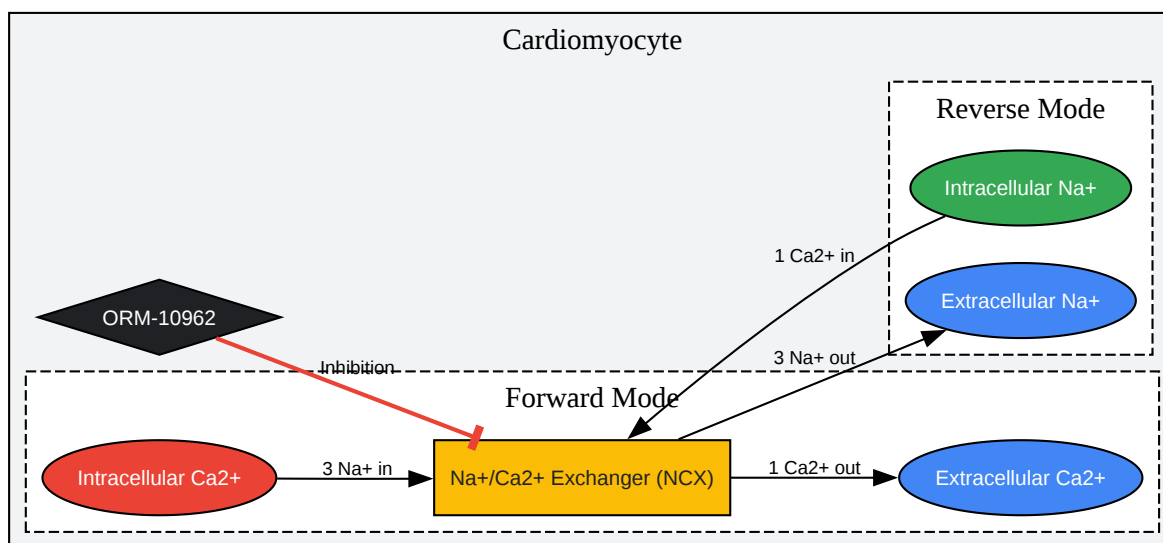 Cardiomyocyte
Reverse Mode
Intracellular Na+
1 Ca2+ in
Extracellular Na+
ORM-10962
3 Na+ out
Inhibition
Forward Mode
Intracellular Ca2+
3 Na+ in
Na+/Ca2+ Exchanger (NCX)
1 Ca2+ out
Extracellular Ca2+